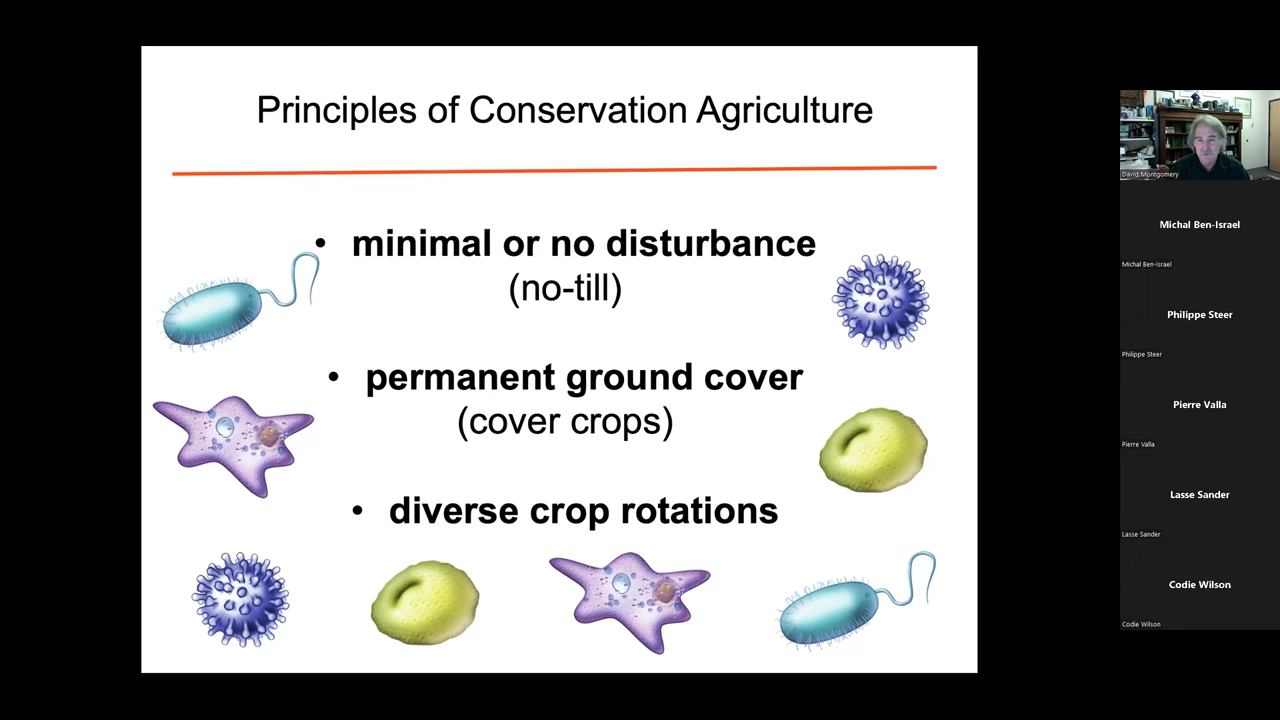 Principles of Conservation Agriculture
• minimal or no disturbance
(no-till)
• permanent ground cover
(cover crops)
• diverse crop rotations
David Montgomery
Michal Ben-Israel
Michal Ben-Israel
Philippe Steer
Philippe Steer
Pierre Valla
Pierre Valla
Lasse Sander
Lasse Sander
Codie Wilson
Codie Wilson